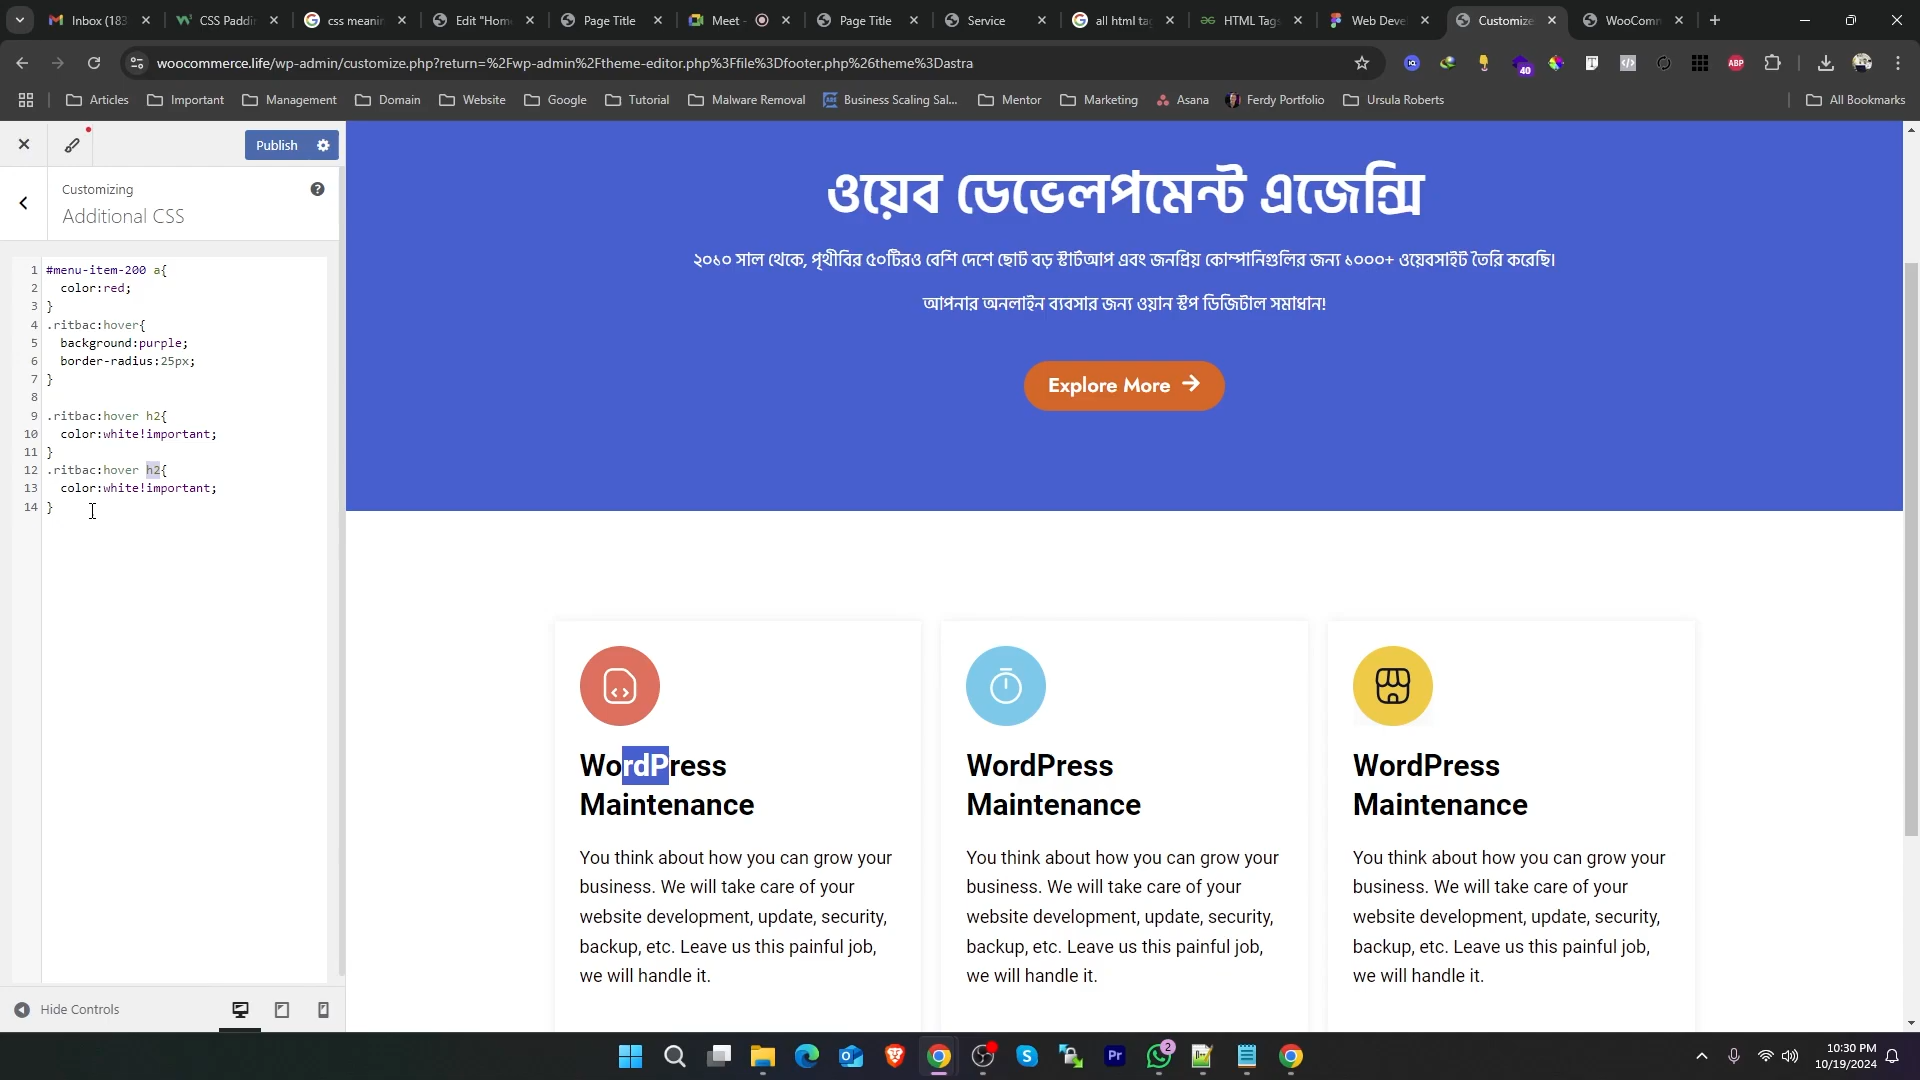 Inbox (183
CSS Paddi
css meani
Edit "Hom
Page Title
Meet -
Page Title
Service
all html ta
HTML Tags
Web Deve
Customize
WooComm
woocommerce.life/wp-admin/customize.php?return=%2Fwp-admin%2Ftheme-editor.php%3Ffile%3Dfooter.php%26theme%3Dastra
40
ABP
Articles
Important
Management
Domain
Website
Google
Tutorial
Malware Removal
Business Scaling Sal...
Mentor
Marketing
Asana
Ferdy Portfolio
Ursula Roberts
All Bookmarks
Publish
Customizing
Additional CSS
1 #menu-item-200 a{
2 color:red;
3 }
4 .ritbac:hover{
5 background:purple;
6 border-radius:25px;
7 }
8
9 .ritbac:hover h2{
10 color:white!important;
11 }
12 .ritbac:hover h2{
13 color:white!important;
14 }
Hide Controls
ওয়েব ডেভেলপমেন্ট এজেন্সি
২০১০ সাল থেকে, পৃথীবির ৫০টিরও বেশি দেশে ছোট বড় স্টার্টআপ এবং জনপ্রিয় কোম্পানিগুলির জন্য ১০০০+ ওয়েবসাইট তৈরি করেছি।
আপনার অনলাইন ব্যবসার জন্য ওয়ান স্টপ ডিজিটাল সমাধান!
Explore More →
WordPress
Maintenance
You think about how you can grow your
business. We will take care of your
website development, update, security,
backup, etc. Leave us this painful job,
we will handle it.
WordPress
Maintenance
You think about how you can grow your
business. We will take care of your
website development, update, security,
backup, etc. Leave us this painful job,
we will handle it.
WordPress
Maintenance
You think about how you can grow your
business. We will take care of your
website development, update, security,
backup, etc. Leave us this painful job,
we will handle it.
Pr
2
10:30 PM
10/19/2024